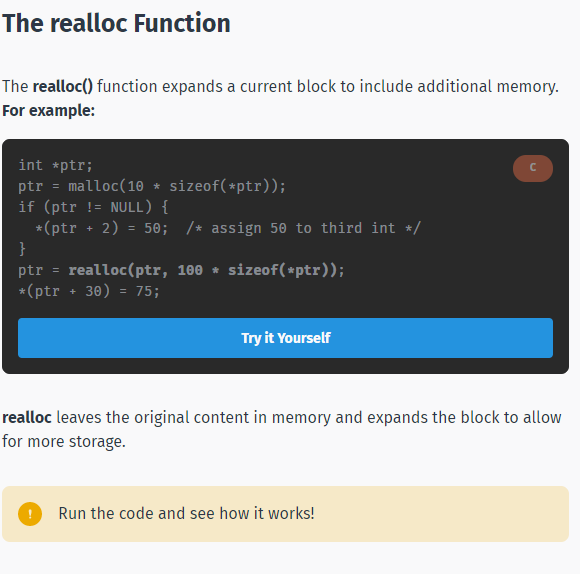 The realloc Function
The realloc() function expands a current block to include additional memory.
For example:
C
int *ptr;
ptr = malloc(10 * sizeof(*ptr));
if (ptr != NULL) {
  *(ptr + 2) = 50;  /* assign 50 to third int */
}
ptr = realloc(ptr, 100 * sizeof(*ptr));
*(ptr + 30) = 75;
Try it Yourself
realloc leaves the original content in memory and expands the block to allow
for more storage.
! Run the code and see how it works!